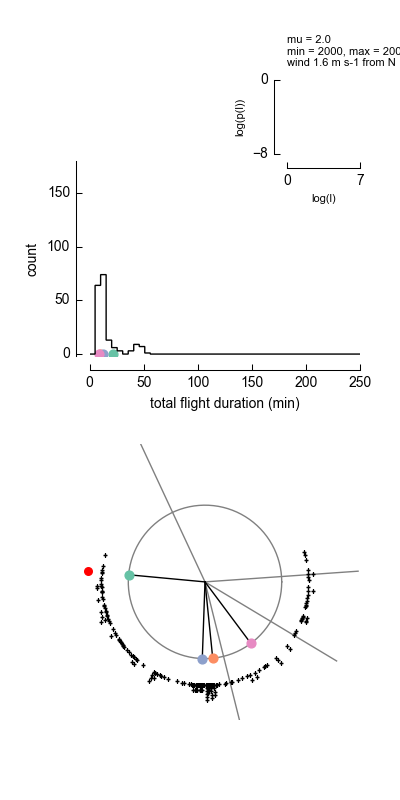 mu = 2.0
min = 2000, max = 200
wind 1.6 m s-1 from N
0
log(p(l))
−8
0
7
log(l)
150
100
50
0
count
0
50
100
150
200
250
total flight duration (min)